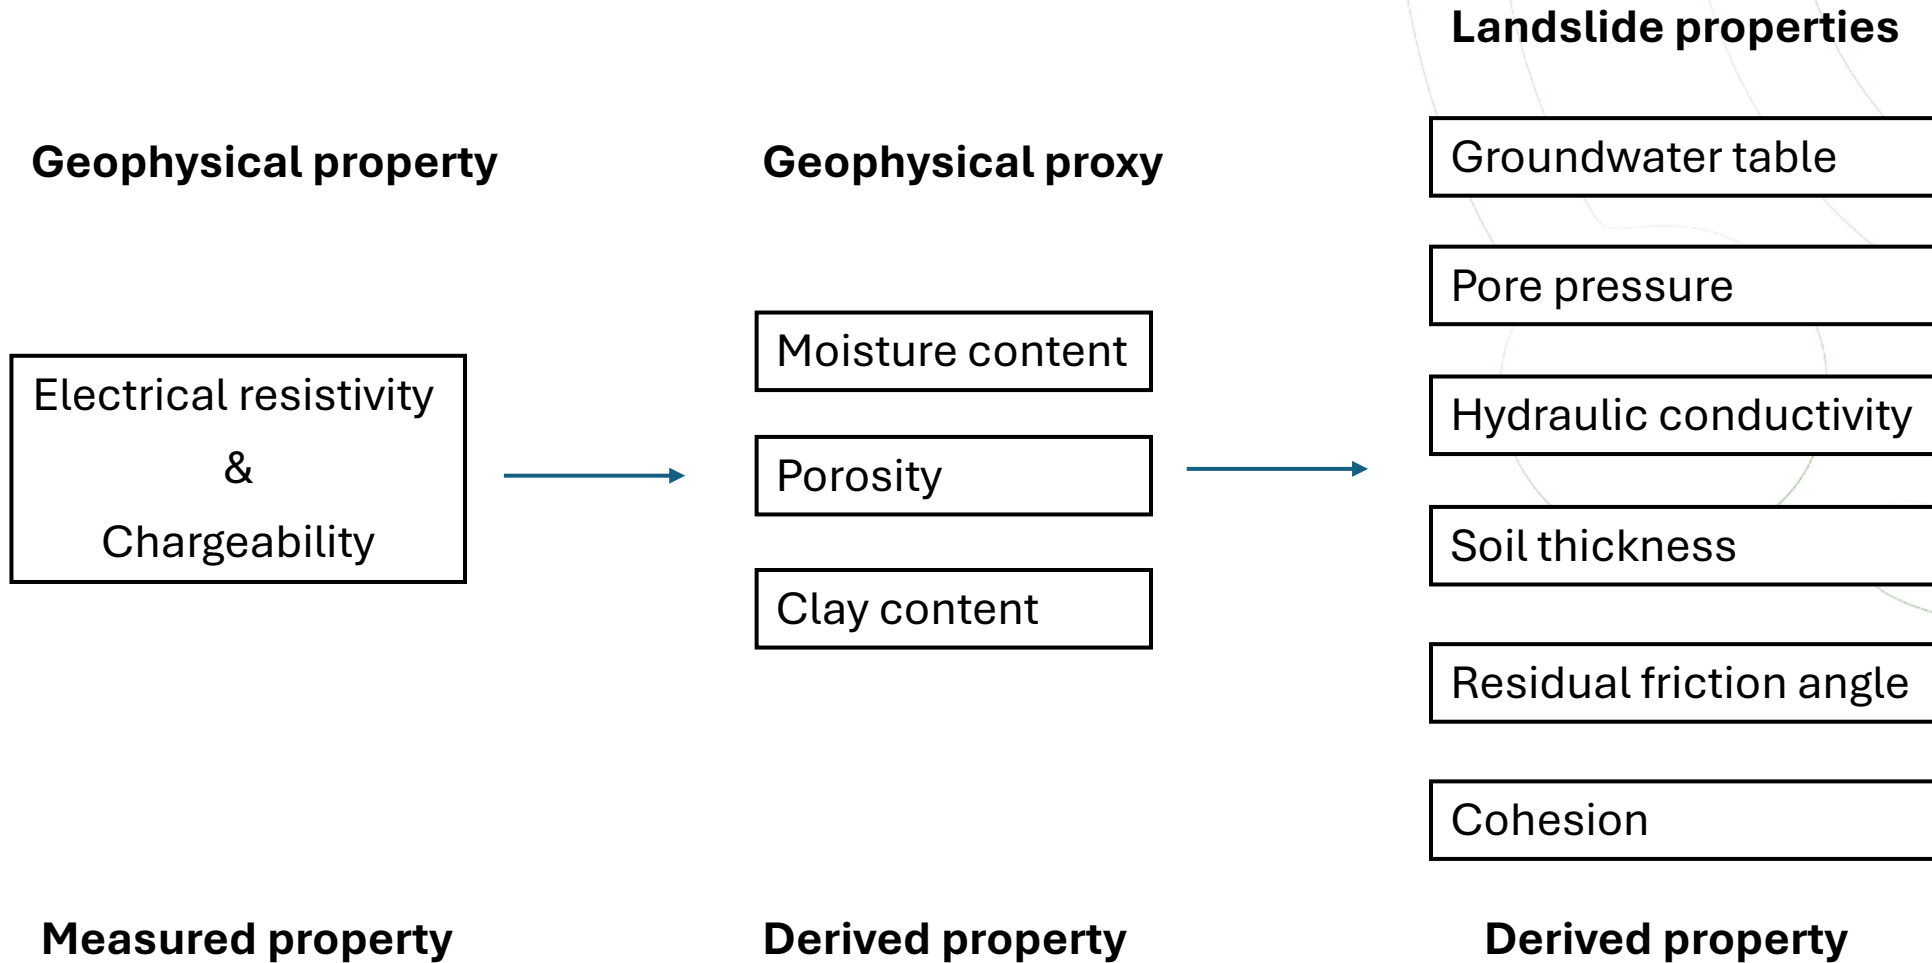 Landslide properties
Geophysical property
Geophysical proxy
Electrical resistivity
&
Chargeability
Moisture content
Porosity
Clay content
Groundwater table
Pore pressure
Hydraulic conductivity
Soil thickness
Residual friction angle
Cohesion
Measured property
Derived property
Derived property